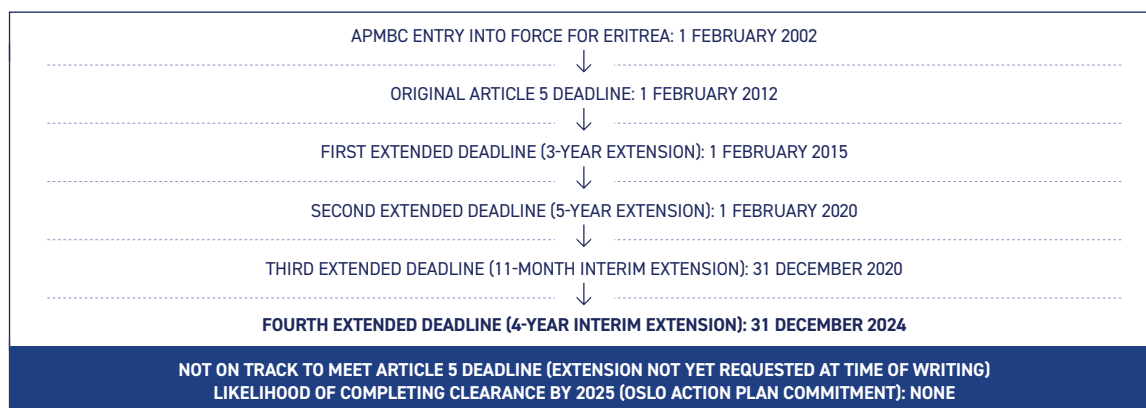 APMBC ENTRY INTO FORCE FOR ERITREA: 1 FEBRUARY 2002
ORIGINAL ARTICLE 5 DEADLINE: 1 FEBRUARY 2012
FIRST EXTENDED DEADLINE (3-YEAR EXTENSION): 1 FEBRUARY 2015
SECOND EXTENDED DEADLINE (5-YEAR EXTENSION): 1 FEBRUARY 2020
THIRD EXTENDED DEADLINE (11-MONTH INTERIM EXTENSION): 31 DECEMBER 2020
FOURTH EXTENDED DEADLINE (4-YEAR INTERIM EXTENSION): 31 DECEMBER 2024
NOT ON TRACK TO MEET ARTICLE 5 DEADLINE (EXTENSION NOT YET REQUESTED AT TIME OF WRITING)
LIKELIHOOD OF COMPLETING CLEARANCE BY 2025 (OSLO ACTION PLAN COMMITMENT): NONE